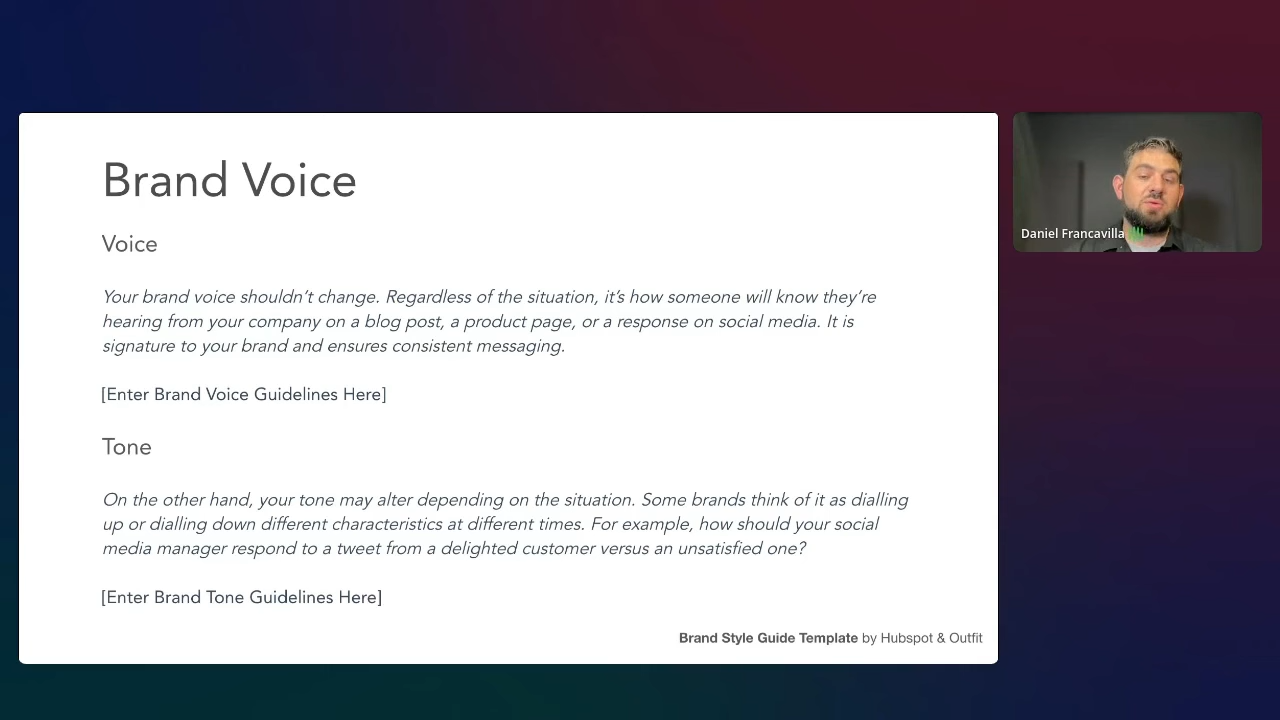 Brand Voice
Voice
Your brand voice shouldn’t change. Regardless of the situation, it’s how someone will know they’re
hearing from your company on a blog post, a product page, or a response on social media. It is
signature to your brand and ensures consistent messaging.
[Enter Brand Voice Guidelines Here]
Tone
On the other hand, your tone may alter depending on the situation. Some brands think of it as dialling
up or dialling down different characteristics at different times. For example, how should your social
media manager respond to a tweet from a delighted customer versus an unsatisfied one?
[Enter Brand Tone Guidelines Here]
Brand Style Guide Template by Hubspot & Outfit
Daniel Francavilla